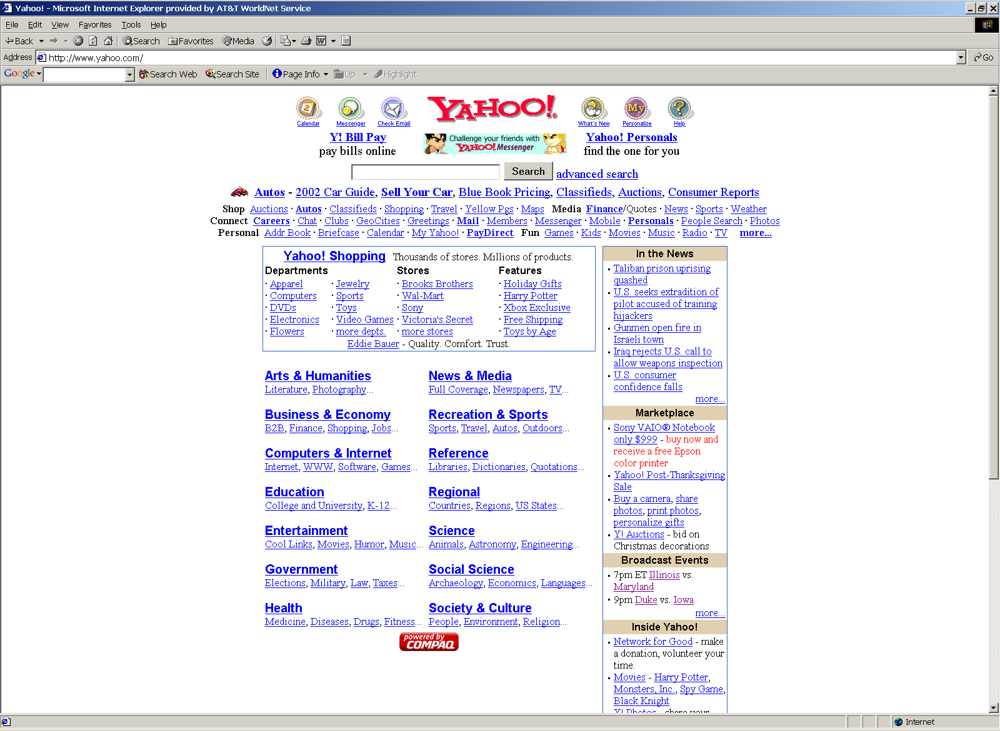 Yahoo! - Microsoft Internet Explorer provided by AT&T WorldNet Service
File Edit View Favorites Tools Help
Back Search Favorites Media
Address http://www.yahoo.com/ Go
Google Search Web Search Site Page Info Up Highlight
2 My ?
YAHOO!
Calendar Messenger Check Email What's New Personalize Help
Y! Bill Pay
pay bills online
Challenge your friends with
YAHOO! Messenger
Yahoo! Personals
find the one for you
Search advanced search
Autos - 2002 Car Guide, Sell Your Car, Blue Book Pricing, Classifieds, Auctions, Consumer Reports
Shop Auctions · Autos · Classifieds · Shopping · Travel · Yellow Pgs · Maps Media Finance/Quotes · News · Sports · Weather
Connect Careers · Chat · Clubs · GeoCities · Greetings · Mail · Members · Messenger · Mobile · Personals · People Search · Photos
Personal Addr Book · Briefcase · Calendar · My Yahoo! · PayDirect Fun Games · Kids · Movies · Music · Radio · TV more...
Yahoo! Shopping Thousands of stores. Millions of products.
Departments Stores Features
· Apparel · Jewelry · Brooks Brothers · Holiday Gifts
· Computers · Sports · Wal-Mart · Harry Potter
· DVDs · Toys · Sony · Xbox Exclusive
· Electronics · Video Games · Victoria's Secret · Free Shipping
· Flowers · more depts. · more stores · Toys by Age
Eddie Bauer - Quality. Comfort. Trust.
Arts & Humanities
Literature, Photography...
News & Media
Full Coverage, Newspapers, TV...
Business & Economy
B2B, Finance, Shopping, Jobs...
Recreation & Sports
Sports, Travel, Autos, Outdoors...
Computers & Internet
Internet, WWW, Software, Games...
Reference
Libraries, Dictionaries, Quotations...
Education
College and University, K-12...
Regional
Countries, Regions, US States...
Entertainment
Cool Links, Movies, Humor, Music...
Science
Animals, Astronomy, Engineering...
Government
Elections, Military, Law, Taxes...
Social Science
Archaeology, Economics, Languages...
Health
Medicine, Diseases, Drugs, Fitness...
Society & Culture
People, Environment, Religion...
powered by
COMPAQ
In the News
• Taliban prison uprising
quashed
• U.S. seeks extradition of
pilot accused of training
hijackers
• Gunmen open fire in
Israeli town
• Iraq rejects U.S. call to
allow weapons inspection
• U.S. consumer
confidence falls
more...
Marketplace
• Sony VAIO® Notebook
only $999 - buy now and
receive a free Epson
color printer
• Yahoo! Post-Thanksgiving
Sale
• Buy a camera, share
photos, print photos,
personalize gifts
• Y! Auctions - bid on
Christmas decorations
Broadcast Events
• 7pm ET Illinois vs.
Maryland
• 9pm Duke vs. Iowa
more...
Inside Yahoo!
• Network for Good - make
a donation, volunteer your
time.
• Movies - Harry Potter,
Monsters, Inc., Spy Game,
Black Knight
Y! Photos - share your
Internet